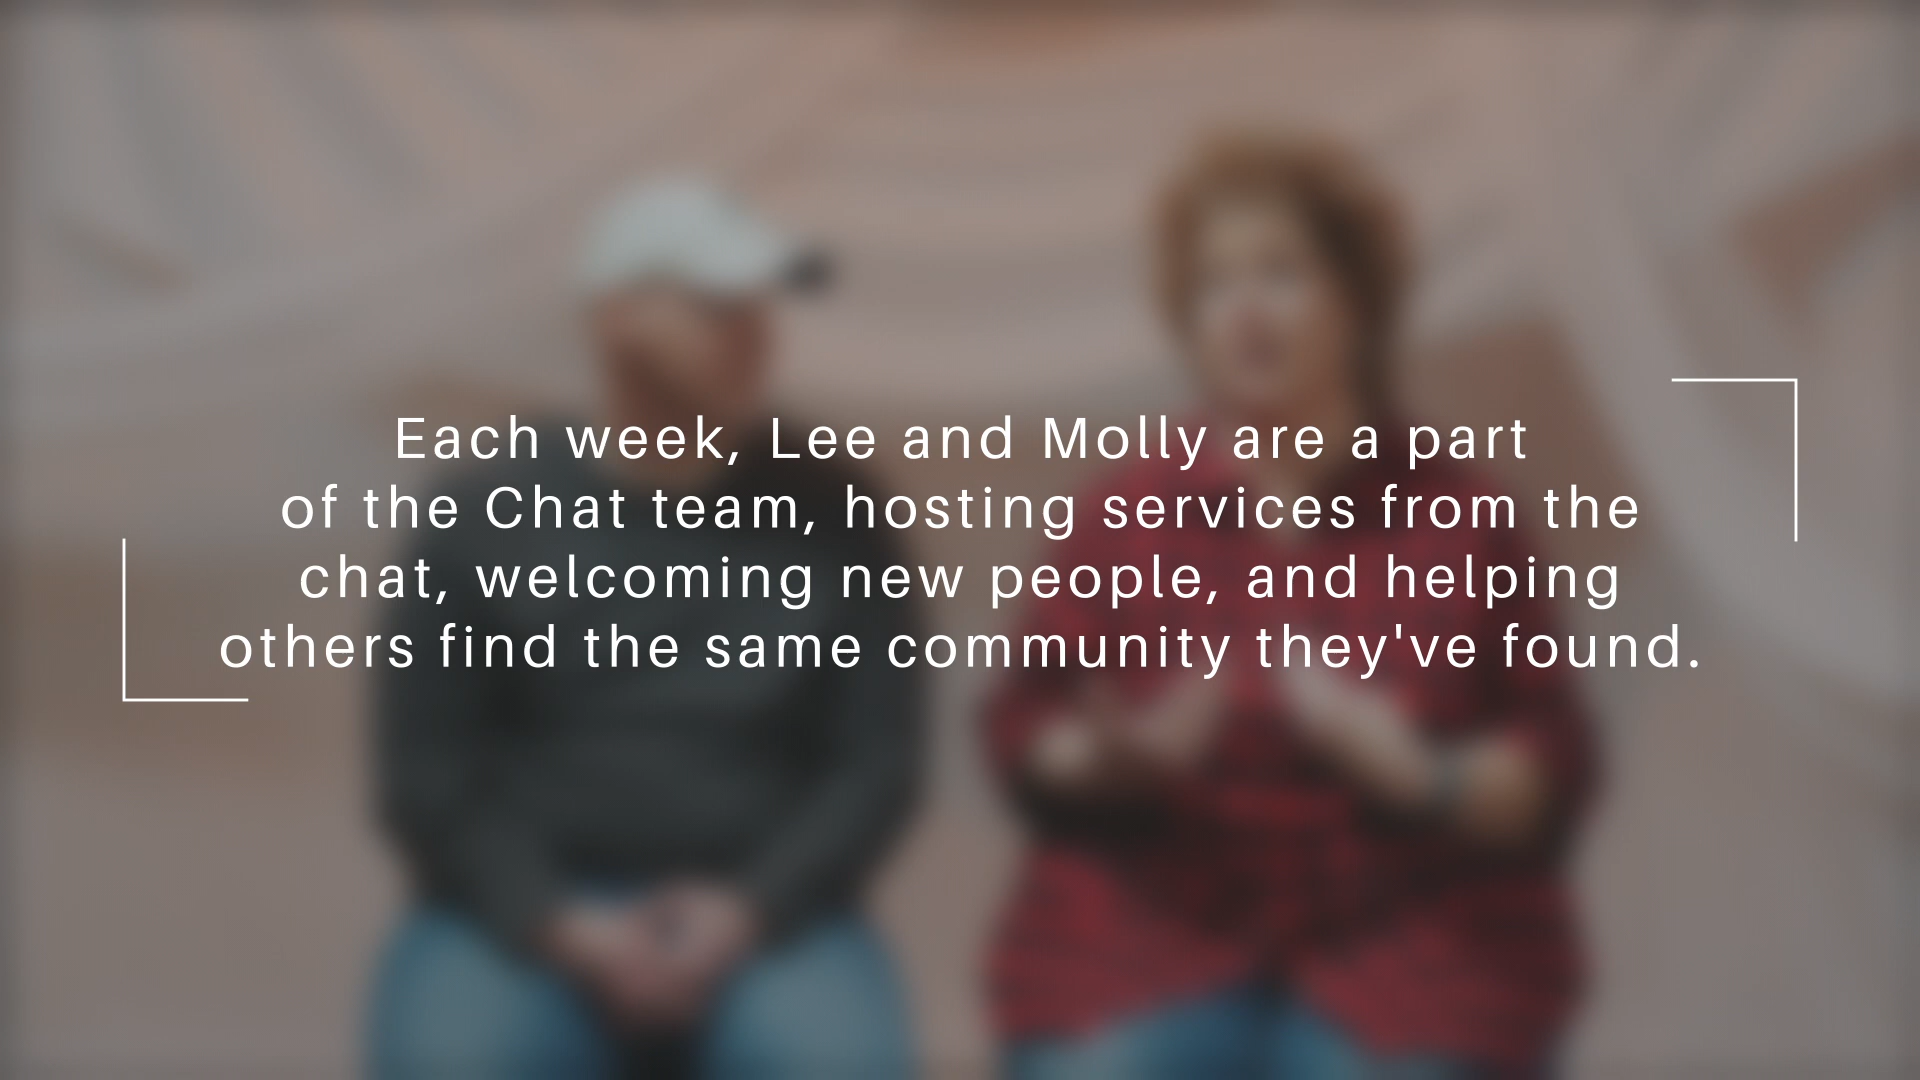 Each week, Lee and Molly are a part
of the Chat team, hosting services from the
chat, welcoming new people, and helping
others find the same community they've found.